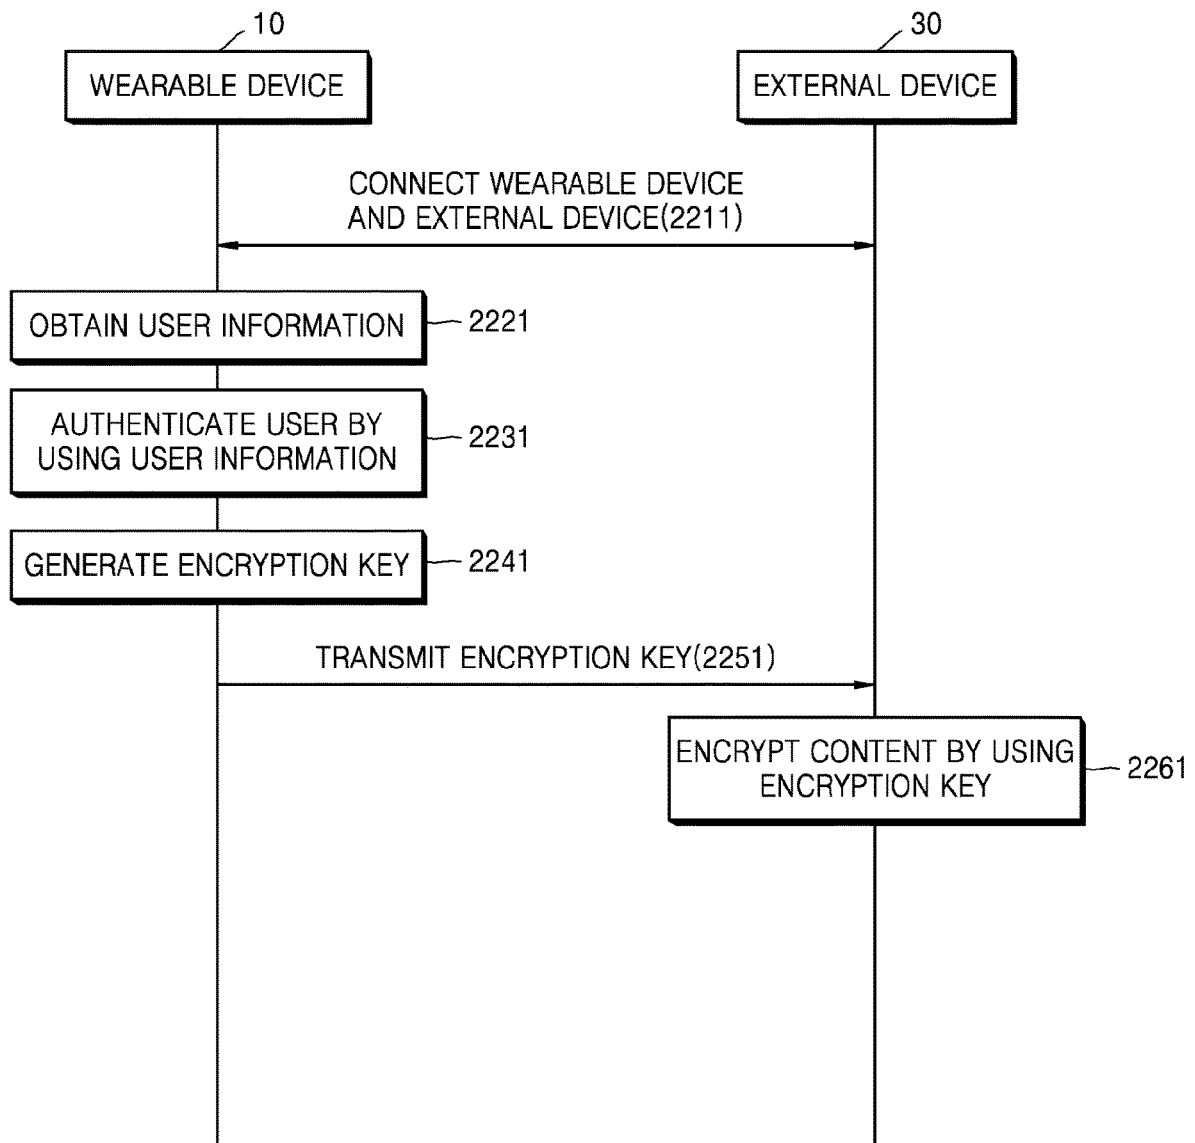 10
30
WEARABLE DEVICE
EXTERNAL DEVICE
CONNECT WEARABLE DEVICE
AND EXTERNAL DEVICE(2211)
OBTAIN USER INFORMATION
2221
AUTHENTICATE USER BY
USING USER INFORMATION
2231
GENERATE ENCRYPTION KEY
2241
TRANSMIT ENCRYPTION KEY(2251)
ENCRYPT CONTENT BY USING
ENCRYPTION KEY
2261